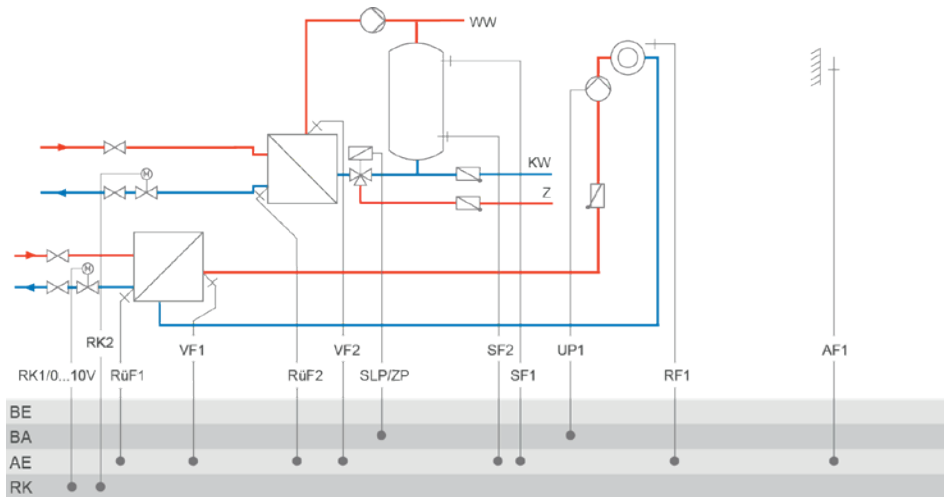 WW
M
KW
Z
M
RK2
VF1
VF2
SF2
UP1
AF1
RK1/0...10V
RüF1
RüF2
SLP/ZP
SF1
RF1
BE
BA
AE
RK